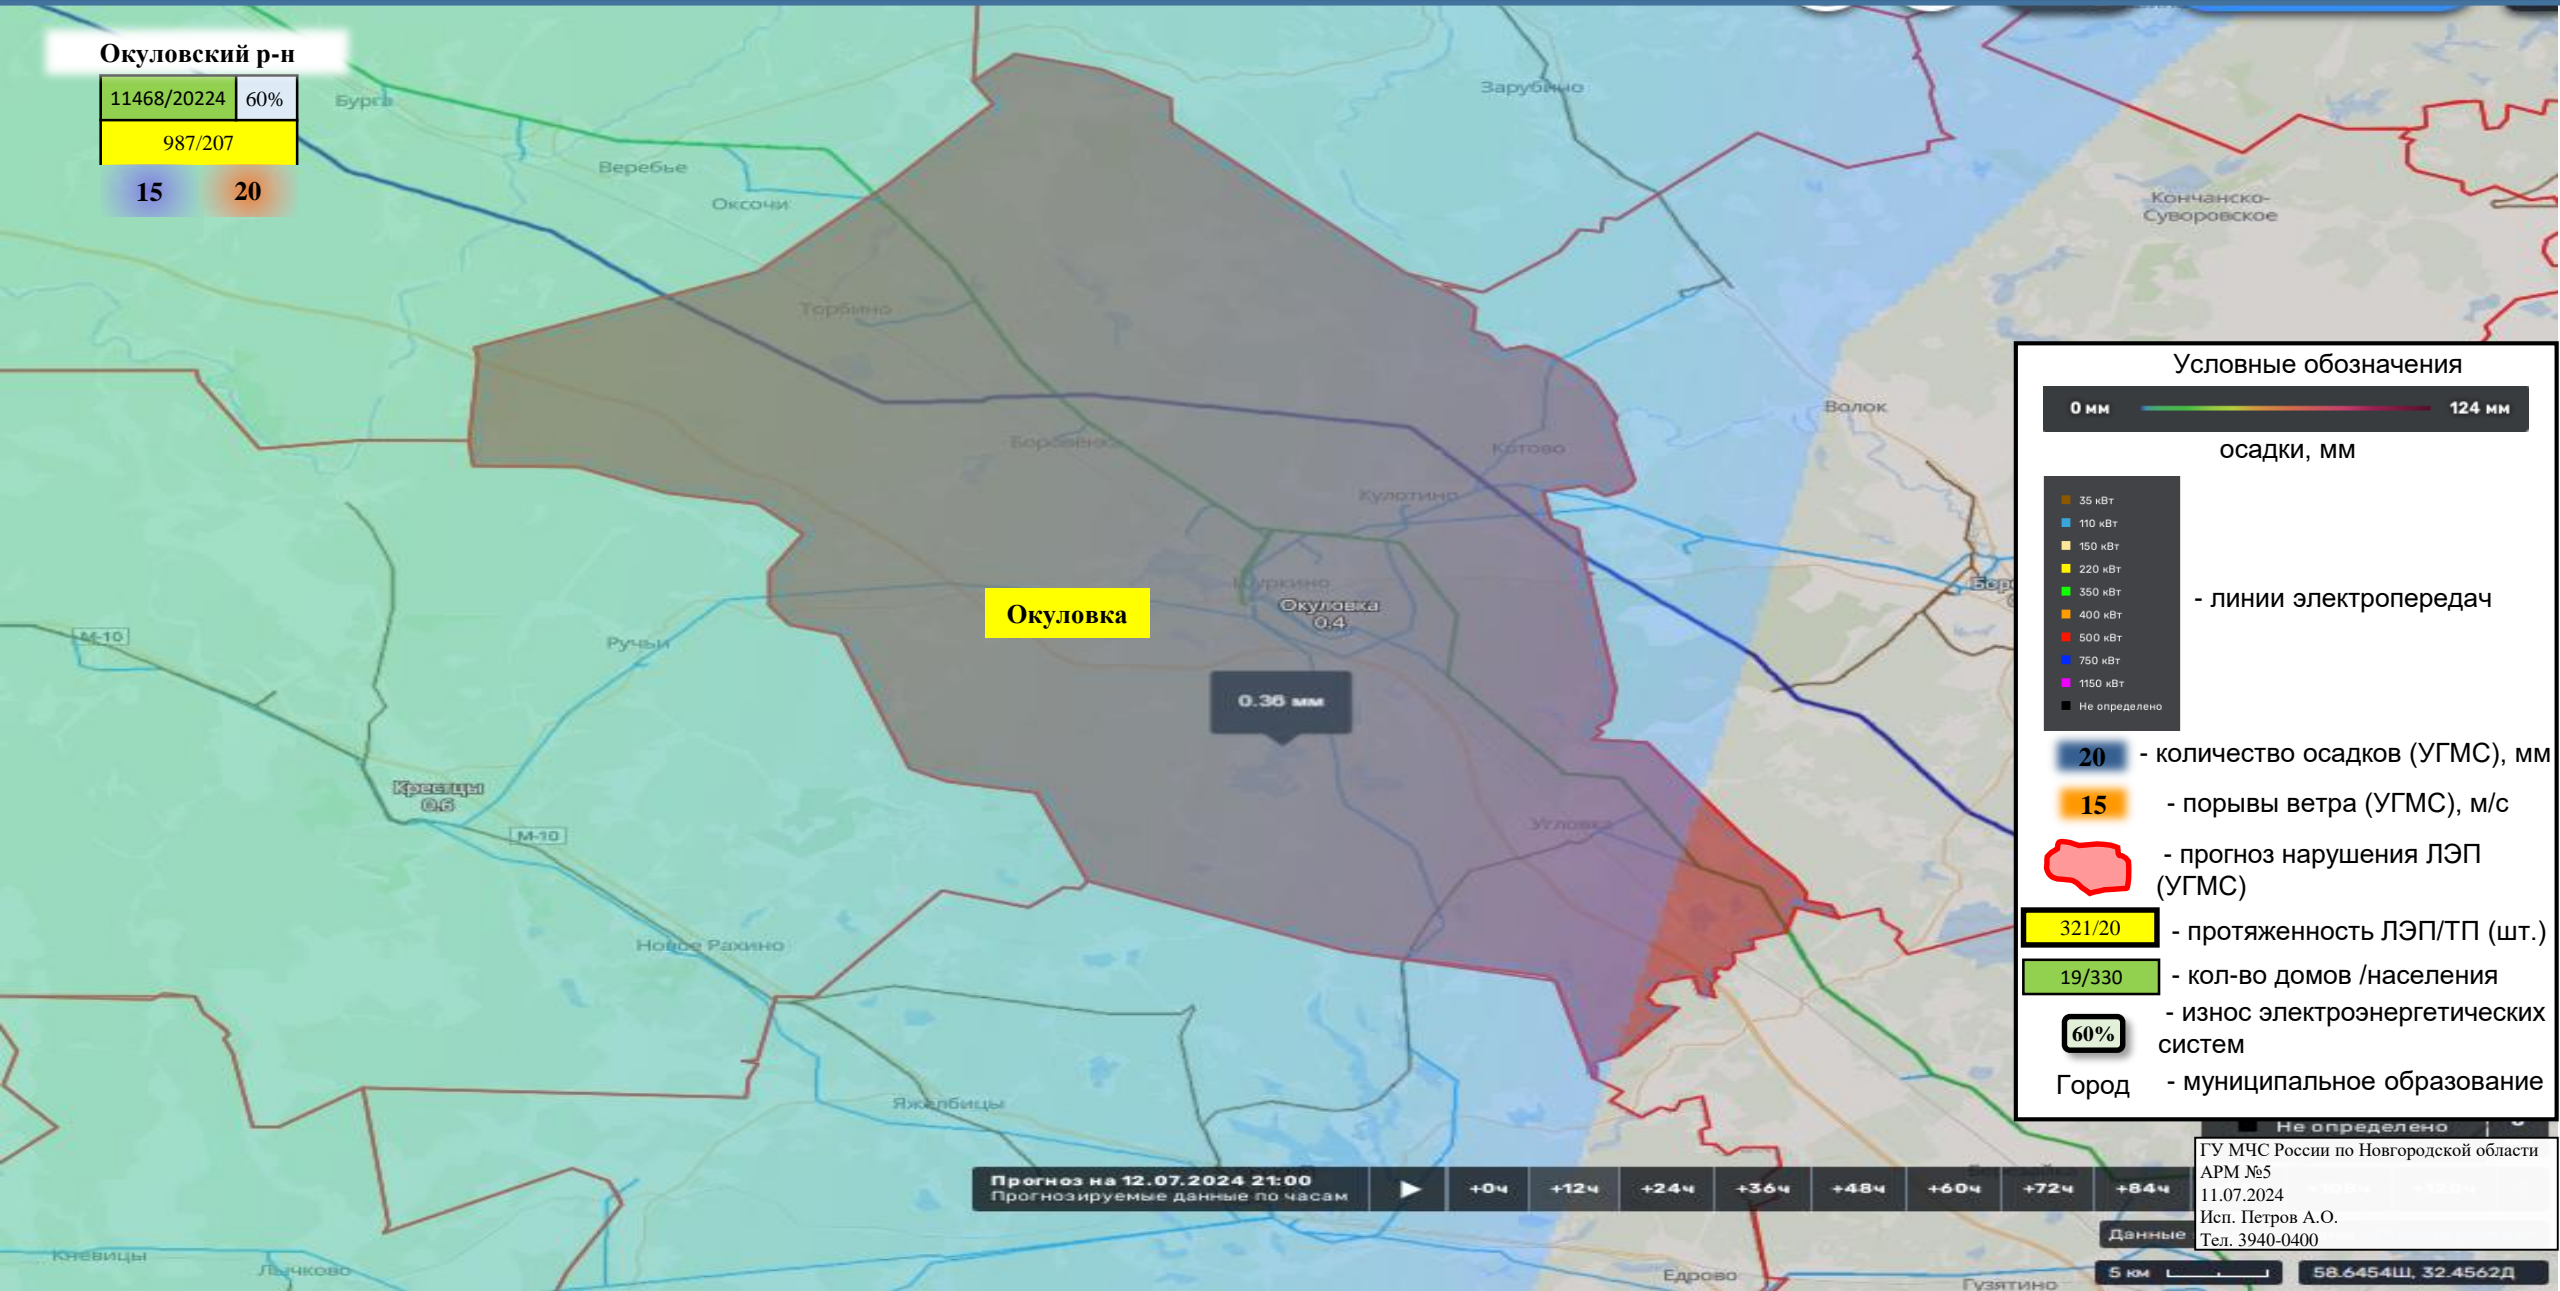 Окуловский р-н
11468/20224 60%
987/207
15 20
Бурга
Веребье
Оксочи
Зарубино
Кончанско-
Суворовское
Торбино
Волок
Котово
Кулотино
Окуловка
Окуловка
0,4
0.36 мм
Ручьи
М-10
Крестцы
0,6
М-10
Угловка
Новое Рахино
Яжелбицы
Кневицы
Лычково
Едрово
Гузятино
Условные обозначения
0 мм 124 мм
осадки, мм
35 кВт
110 кВт
150 кВт
220 кВт
350 кВт
400 кВт
500 кВт
750 кВт
1150 кВт
Не определено
- линии электропередач
20 - количество осадков (УГМС), мм
15 - порывы ветра (УГМС), м/с
- прогноз нарушения ЛЭП
(УГМС)
321/20 - протяженность ЛЭП/ТП (шт.)
19/330 - кол-во домов /населения
- износ электроэнергетических
60% систем
Город - муниципальное образование
Не определено
ГУ МЧС России по Новгородской области
АРМ №5
11.07.2024
Исп. Петров А.О.
Тел. 3940-0400
Прогноз на 12.07.2024 21:00
Прогнозируемые данные по часам
+0ч +12ч +24ч +36ч +48ч +60ч +72ч +84ч
Данные
5 км
58.6454Ш, 32.4562Д